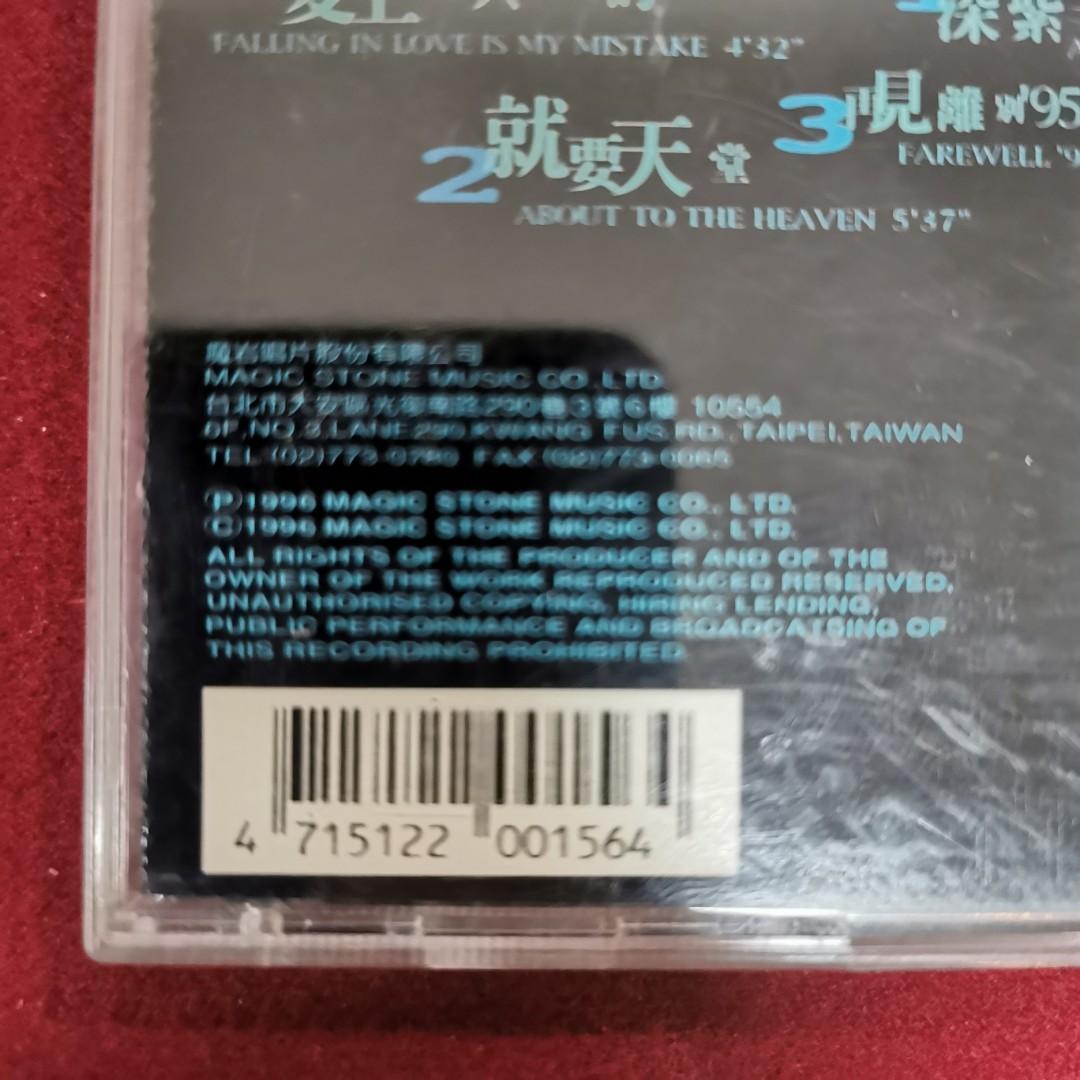 愛上
FALLING IN LOVE IS MY MISTAKE 4'32"
深紫
2 就要天堂
ABOUT TO THE HEAVEN 5'37"
3 再見離別'95
FAREWELL '9
魔岩唱片股份有限公司
MAGIC STONE MUSIC CO., LTD.
台北市大安區光復南路290巷3號6樓 10654
6F,NO.3,LANE 290 KWANG FU S. RD., TAIPEI,TAIWAN
TEL:(02)773- FAX:(02)773-
Ⓟ1996 MAGIC STONE MUSIC CO., LTD.
©1996 MAGIC STONE MUSIC CO., LTD.
ALL RIGHTS OF THE PRODUCER AND OF THE
OWNER OF THE WORK REPRODUCED RESERVED.
UNAUTHORISED COPYING, HIRING LENDING,
PUBLIC PERFORMANCE AND BROADCATSING OF
THIS RECORDING PROHIBITED
4 715122 001564